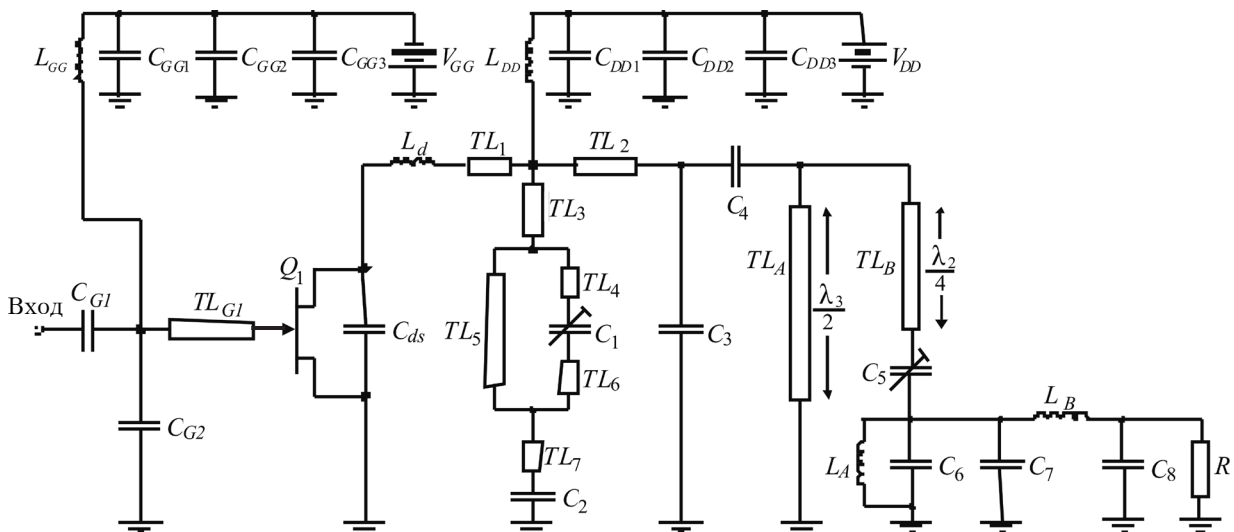 L_GG C_GG1 C_GG2 C_GG3 V_GG L_DD C_DD1 C_DD2 C_DD3 V_DD
L_d TL_1 TL_2
C_4
TL_3
Q_1
TL_A λ_3/2 TL_B λ_2/4
Вход C_G1 TL_G1
TL_4
C_ds TL_5 C_1 C_3
TL_6
C_5
L_B
C_G2
TL_7
L_A C_6 C_7 C_8 R
C_2